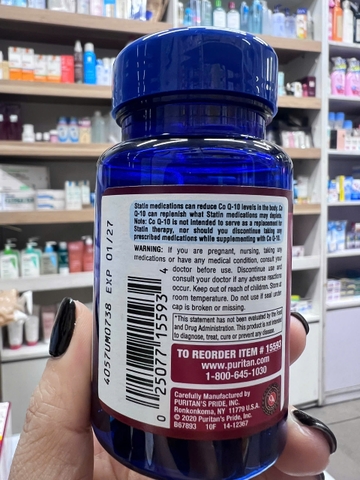 Statin medications can reduce Co Q-10 levels in the body. Co
Q-10 can replenish what Statin medications may deplete.
Note: Co Q-10 is not intended to serve as a replacement to
Statin therapy, nor should you discontinue taking any
prescribed medications while supplementing with Co Q-10.
WARNING: If you are pregnant, nursing, taking any
medications or have any medical condition, consult your
doctor before use. Discontinue use and
consult your doctor if any adverse reactions
occur. Keep out of reach of children. Store at
room temperature. Do not use if seal under
cap is broken or missing.
*This statement has not been evaluated by the Food
and Drug Administration. This product is not intended
to diagnose, treat, cure or prevent any disease.
TO REORDER ITEM # 15593
www.puritan.com
1-800-645-1030
Carefully Manufactured by
PURITAN'S PRIDE, INC.
Ronkonkoma, NY 11779 U.S.A.
© 2020 Puritan's Pride, Inc.
B67893 10F 14-12367
0 25077 15593 4
4057UM0738 EXP 01/27